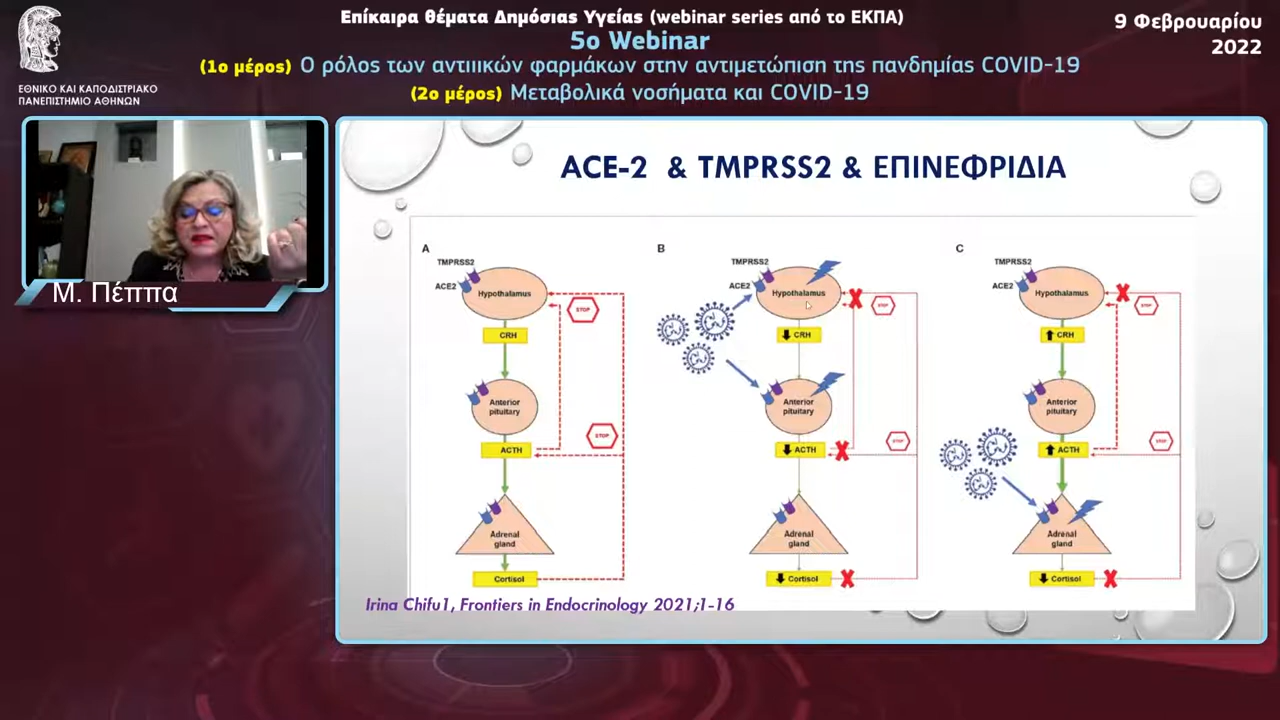 Επίκαιρα θέματα Δημόσιας Υγείας (webinar series από το ΕΚΠΑ)
5ο Webinar
(1ο μέρος) Ο ρόλος των αντιιικών φαρμάκων στην αντιμετώπιση της πανδημίας COVID-19
(2ο μέρος) Μεταβολικά νοσήματα και COVID-19
9 Φεβρουαρίου
2022
ΕΘΝΙΚΟ ΚΑΙ ΚΑΠΟΔΙΣΤΡΙΑΚΟ
ΠΑΝΕΠΙΣΤΗΜΙΟ ΑΘΗΝΩΝ
Μ. Πέππα
ACE-2 & TMPRSS2 & ΕΠΙΝΕΦΡΙΔΙΑ
A
TMPRSS2
ACE2
Hypothalamus
STOP
CRH
Anterior
pituitary
STOP
ACTH
Adrenal
gland
Cortisol
B
TMPRSS2
ACE2
Hypothalamus
STOP
CRH
Anterior
pituitary
STOP
ACTH
Adrenal
gland
Cortisol
C
TMPRSS2
ACE2
Hypothalamus
STOP
CRH
Anterior
pituitary
STOP
ACTH
Adrenal
gland
Cortisol
Irina Chifu1, Frontiers in Endocrinology 2021;1-16